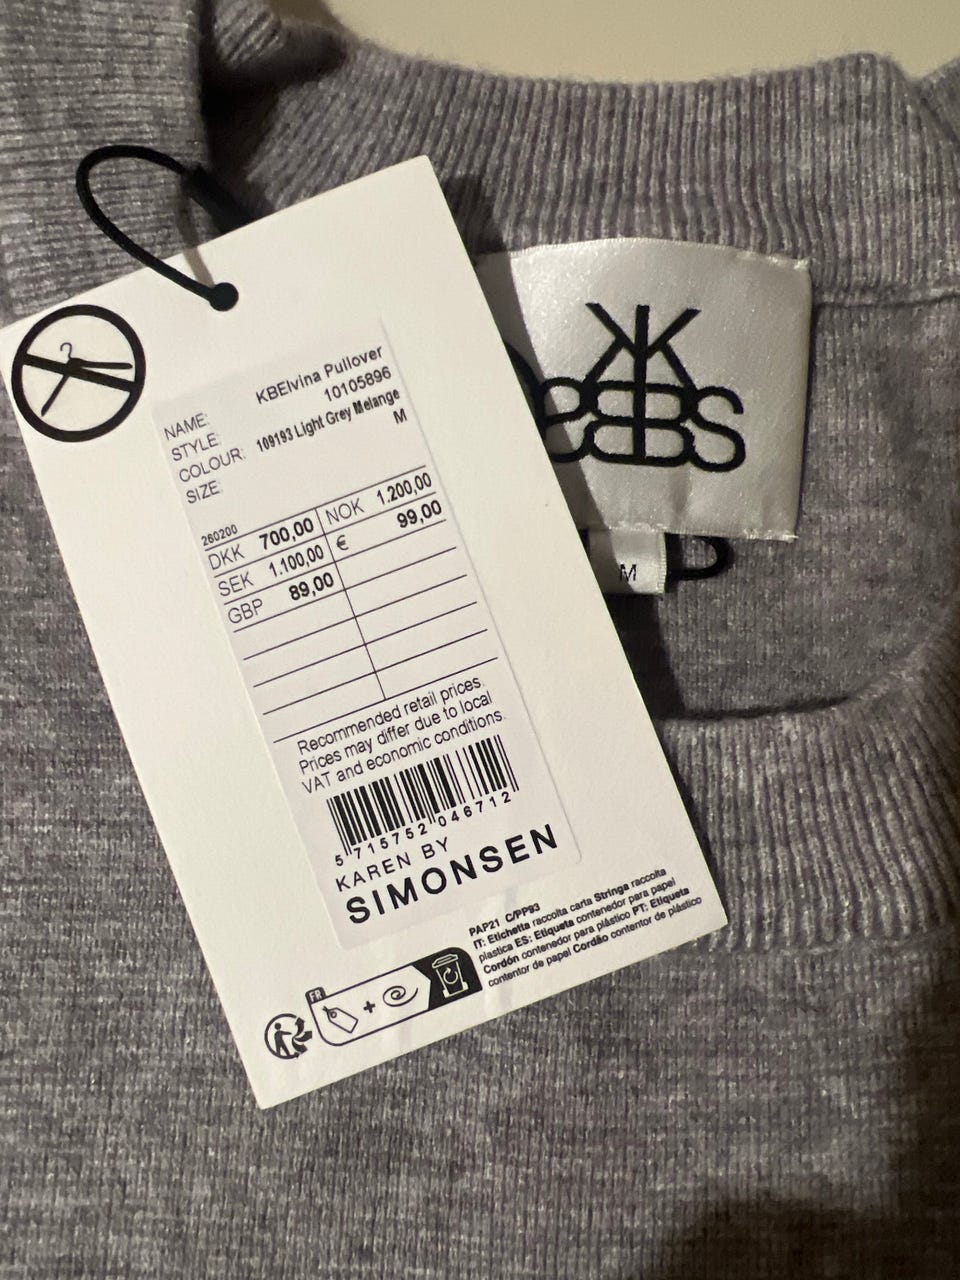 NAME: KBElvina Pullover
STYLE: 10105896
COLOUR: 109193 Light Grey Melange
SIZE: M
260200
DKK 700,00 NOK 1.200,00
SEK 1.100,00 € 99,00
GBP 89,00
Recommended retail prices.
Prices may differ due to local
VAT and economic conditions.
5 715752 046712
KAREN BY
SIMONSEN
PAP21 C/PP93
IT: Etichetta raccolta carta Stringa raccolta
plastica ES: Etiqueta contenedor para papel
Cordón contenedor para plástico PT: Etiqueta
contentor de papel Cordão contentor de plástico
FR
M